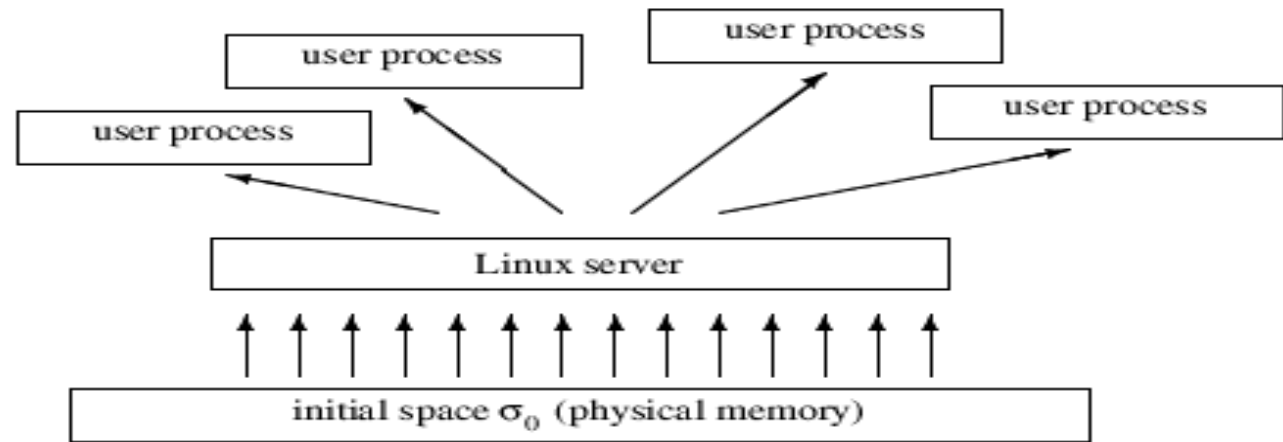 user process
user process
user process
user process
Linux server
initial space σ₀ (physical memory)